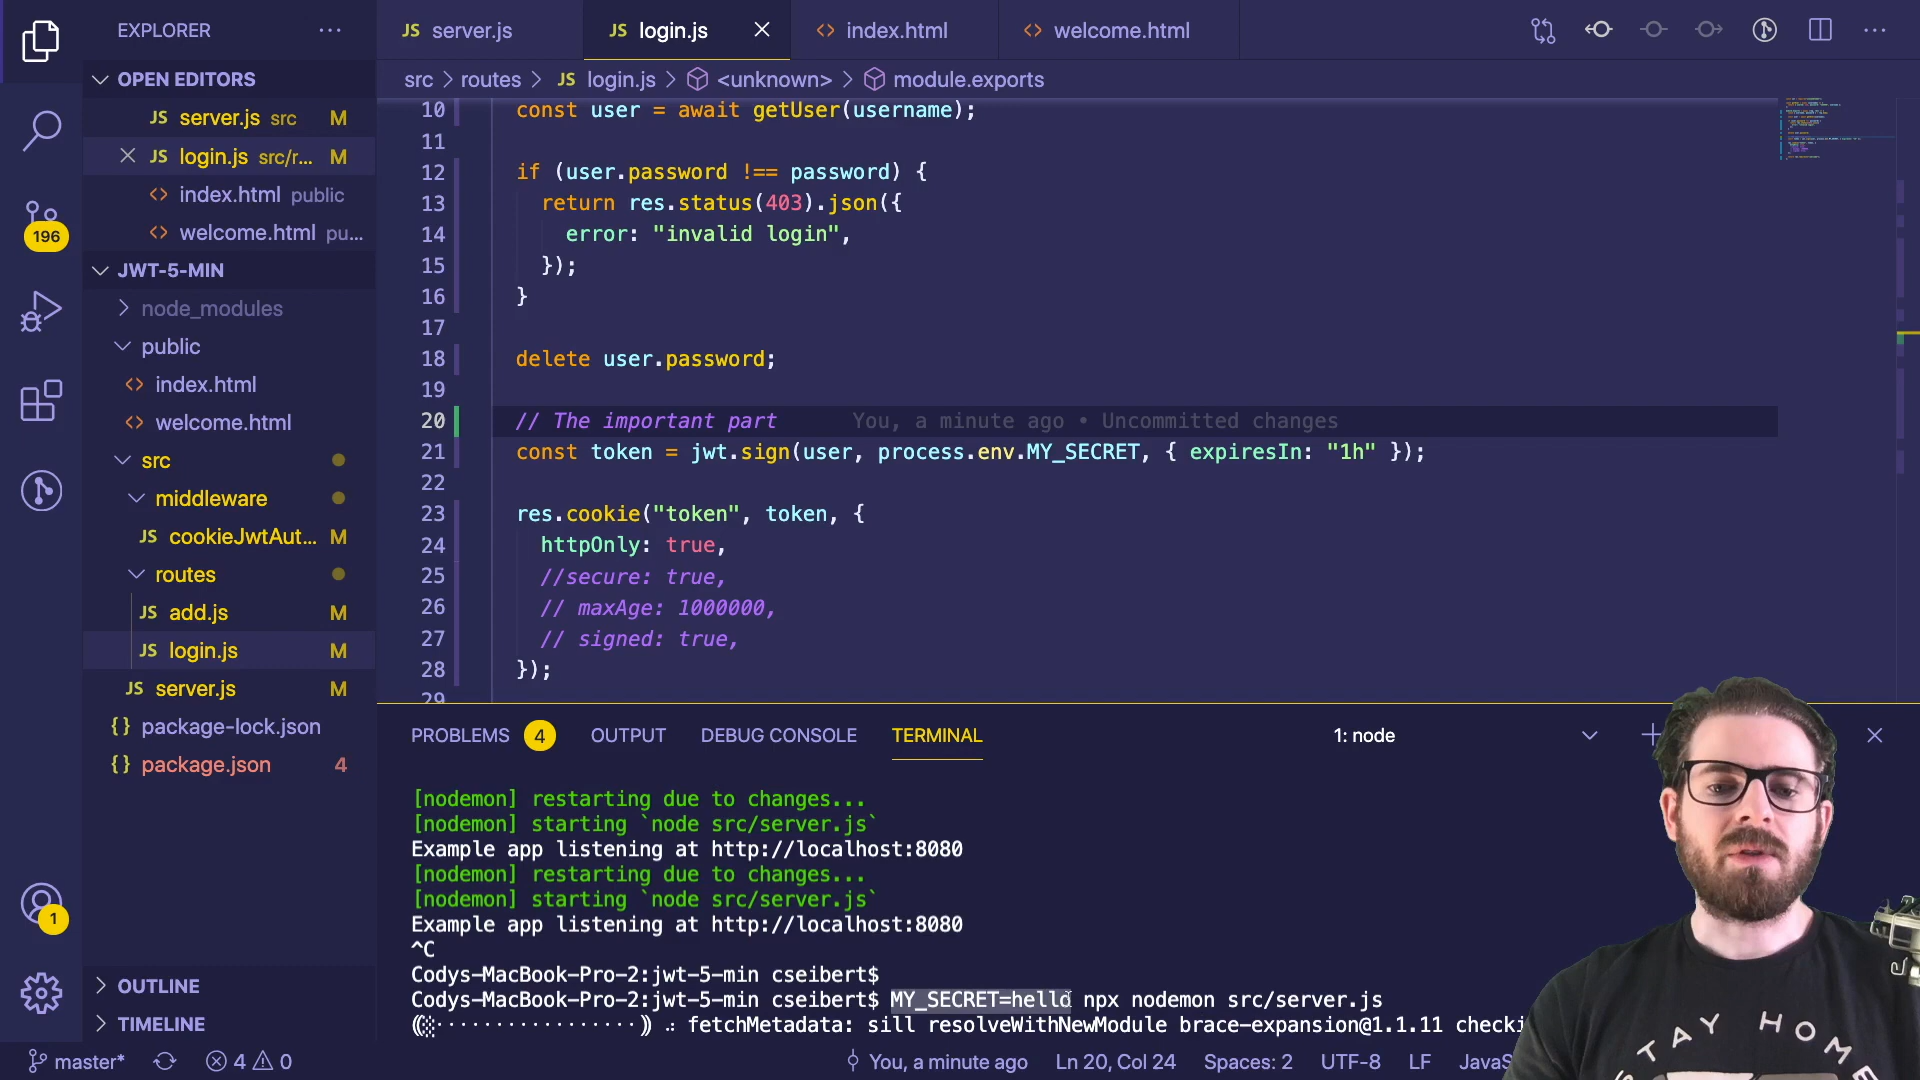 EXPLORER
server.js
login.js
index.html
welcome.html
OPEN EDITORS
src > routes > JS login.js > <unknown> > module.exports
JS server.js src M
JS login.js src/r... M
index.html public
welcome.html pu...
196
JWT-5-MIN
node_modules
public
index.html
welcome.html
src
middleware
JS cookieJwtAut... M
routes
JS add.js M
JS login.js M
JS server.js M
{} package-lock.json
{} package.json 4
1
OUTLINE
TIMELINE
10 const user = await getUser(username);
11
12 if (user.password !== password) {
13 return res.status(403).json({
14 error: "invalid login",
15 });
16 }
17
18 delete user.password;
19
20 // The important part You, a minute ago • Uncommitted changes
21 const token = jwt.sign(user, process.env.MY_SECRET, { expiresIn: "1h" });
22
23 res.cookie("token", token, {
24 httpOnly: true,
25 //secure: true,
26 // maxAge: 1000000,
27 // signed: true,
28 });
29
PROBLEMS 4 OUTPUT DEBUG CONSOLE TERMINAL 1: node
[nodemon] restarting due to changes...
[nodemon] starting `node src/server.js`
Example app listening at http://localhost:8080
[nodemon] restarting due to changes...
[nodemon] starting `node src/server.js`
Example app listening at http://localhost:8080
^C
Codys-MacBook-Pro-2:jwt-5-min cseibert$
Codys-MacBook-Pro-2:jwt-5-min cseibert$ MY_SECRET=hello npx nodemon src/server.js
fetchMetadata: sill resolveWithNewModule brace-expansion@1.1.11 checki
STAY HOME
master* 4 0 You, a minute ago Ln 20, Col 24 Spaces: 2 UTF-8 LF JavaS